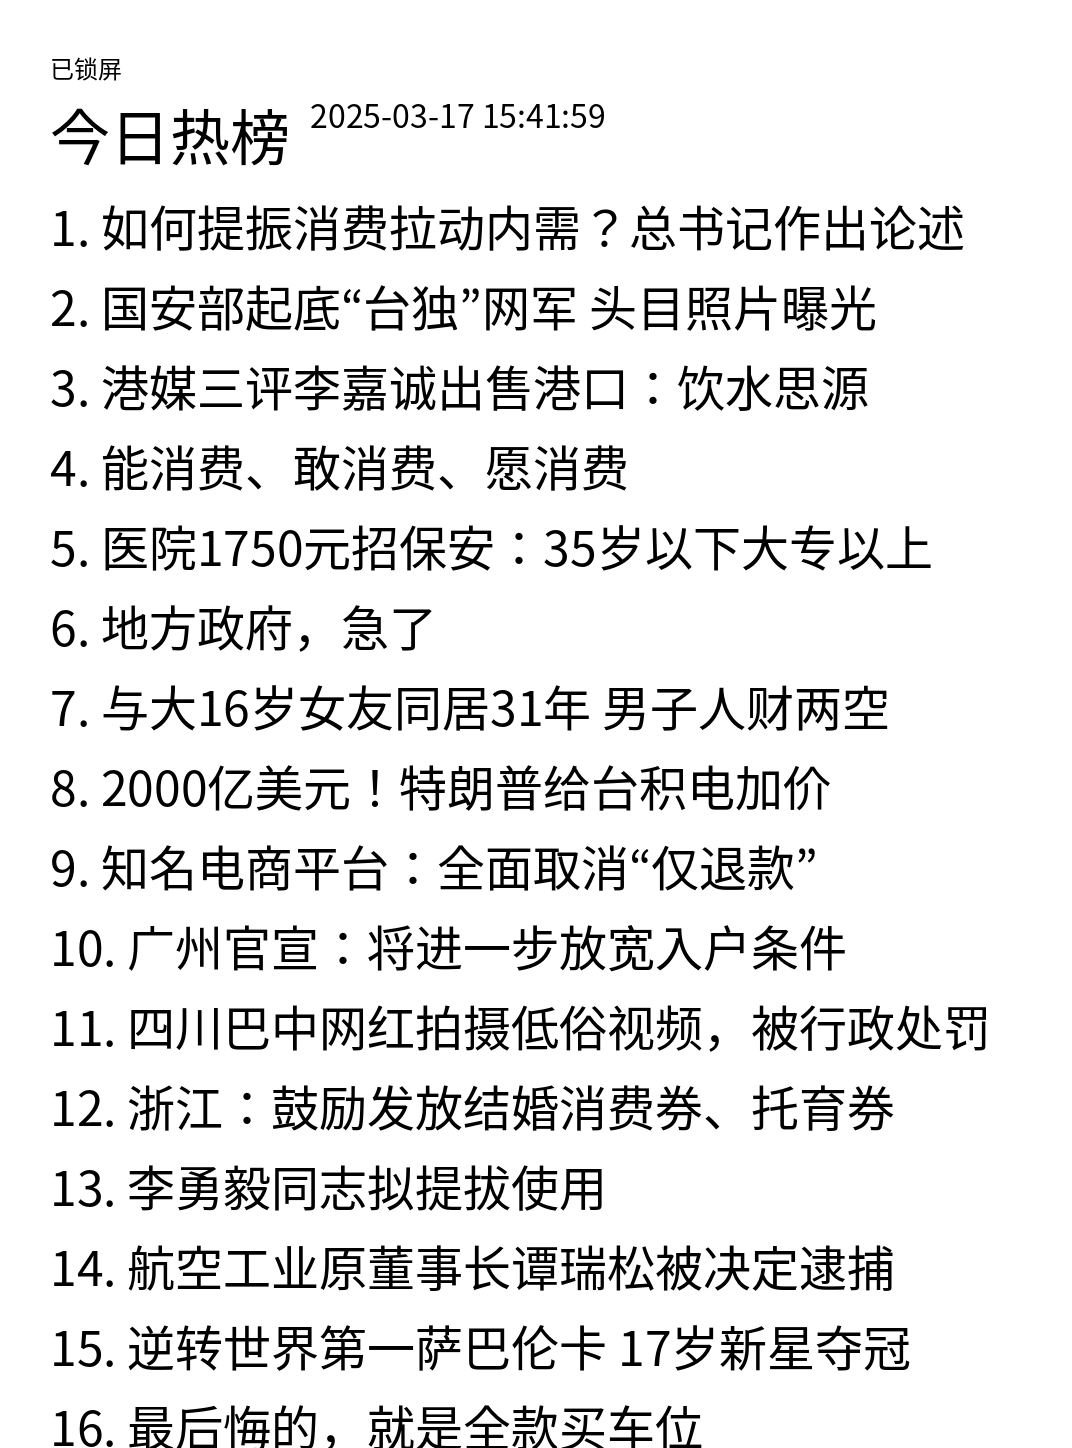 已锁屏
今日热榜 2025-03-17 15:41:59
1. 如何提振消费拉动内需？总书记作出论述
2. 国安部起底“台独”网军 头目照片曝光
3. 港媒三评李嘉诚出售港口：饮水思源
4. 能消费、敢消费、愿消费
5. 医院1750元招保安：35岁以下大专以上
6. 地方政府，急了
7. 与大16岁女友同居31年 男子人财两空
8. 2000亿美元！特朗普给台积电加价
9. 知名电商平台：全面取消“仅退款”
10. 广州官宣：将进一步放宽入户条件
11. 四川巴中网红拍摄低俗视频，被行政处罚
12. 浙江：鼓励发放结婚消费券、托育券
13. 李勇毅同志拟提拔使用
14. 航空工业原董事长谭瑞松被决定逮捕
15. 逆转世界第一萨巴伦卡 17岁新星夺冠
16. 最后悔的，就是全款买车位